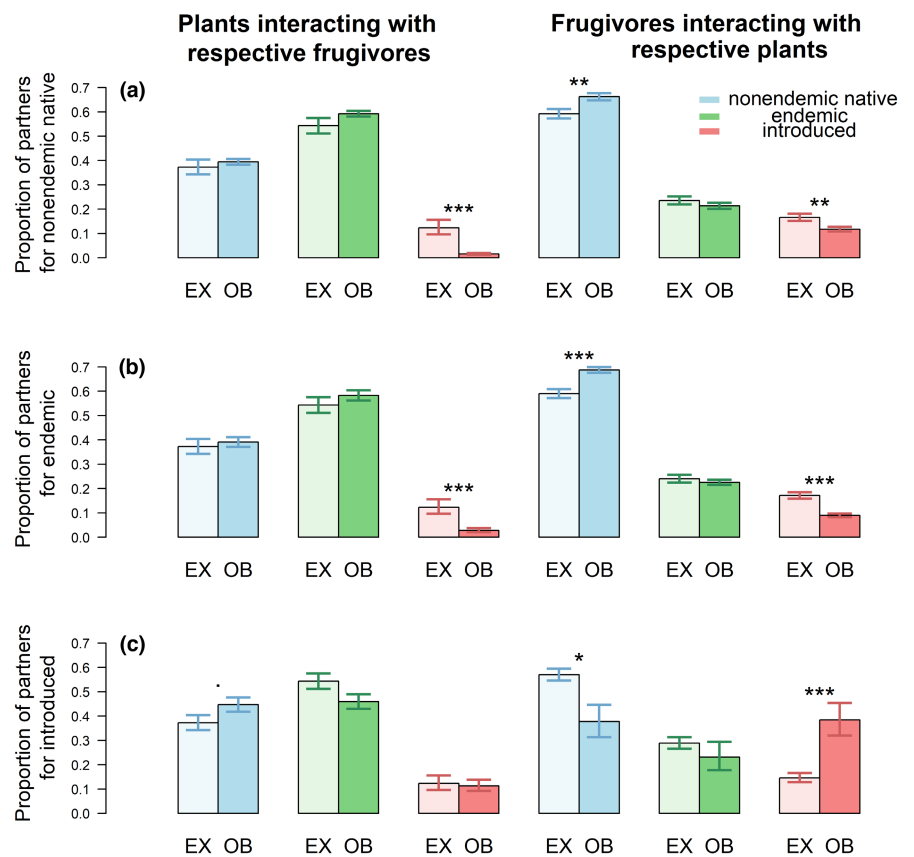 Plants interacting with
respective frugivores
Frugivores interacting with
respective plants
Proportion of partners
for nonendemic native
(a)
0.7
0.6
0.5
0.4
0.3
0.2
0.1
0.0
***
**
**
nonendemic native
endemic
introduced
EX OB EX OB EX OB EX OB EX OB EX OB
Proportion of partners
for endemic
(b)
0.7
0.6
0.5
0.4
0.3
0.2
0.1
0.0
***
***
***
EX OB EX OB EX OB EX OB EX OB EX OB
Proportion of partners
for introduced
(c)
0.7
0.6
0.5
0.4
0.3
0.2
0.1
0.0
.
*
***
EX OB EX OB EX OB EX OB EX OB EX OB